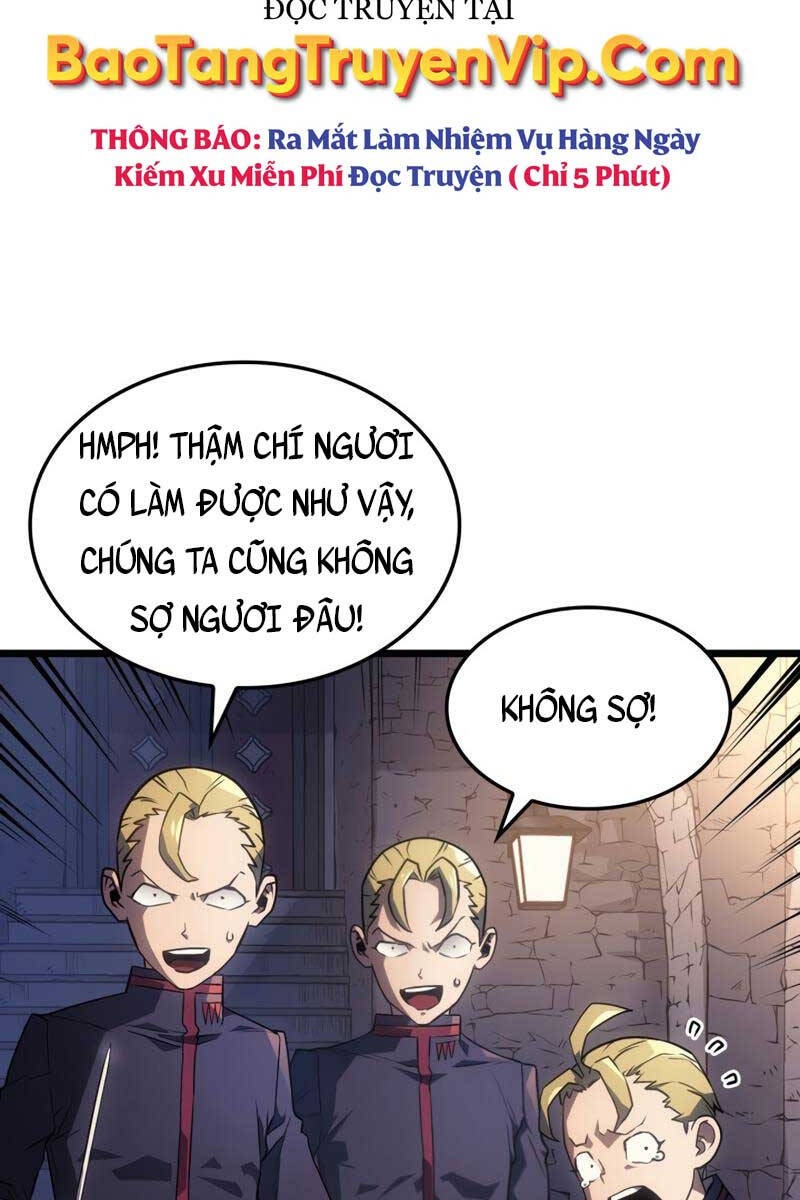 ĐỌC TRUYỆN TẠI
BaoTangTruyenVip.Com
THÔNG BÁO: Ra Mắt Làm Nhiệm Vụ Hàng Ngày
Kiếm Xu Miễn Phí Đọc Truyện ( Chỉ 5 Phút)
HMPH! THẬM CHÍ NGƯƠI
CÓ LÀM ĐƯỢC NHƯ VẬY,
CHÚNG TA CŨNG KHÔNG
SỢ NGƯƠI ĐÂU!
KHÔNG SỢ!